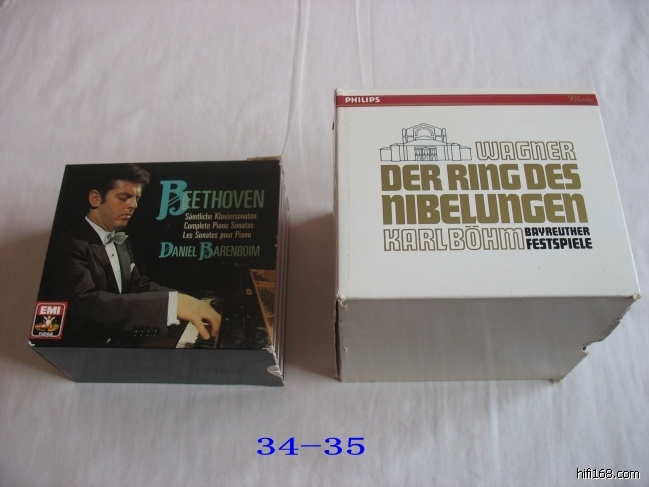 BEETHOVEN
Sämtliche Klaviersonaten
Complete Piano Sonatas
Les Sonates pour Piano
DANIEL BARENBOIM
EMI
PHILIPS
WAGNER
DER RING DES
NIBELUNGEN
KARL BÖHM BAYREUTHER
FESTSPIELE
34-35
hifi168.com